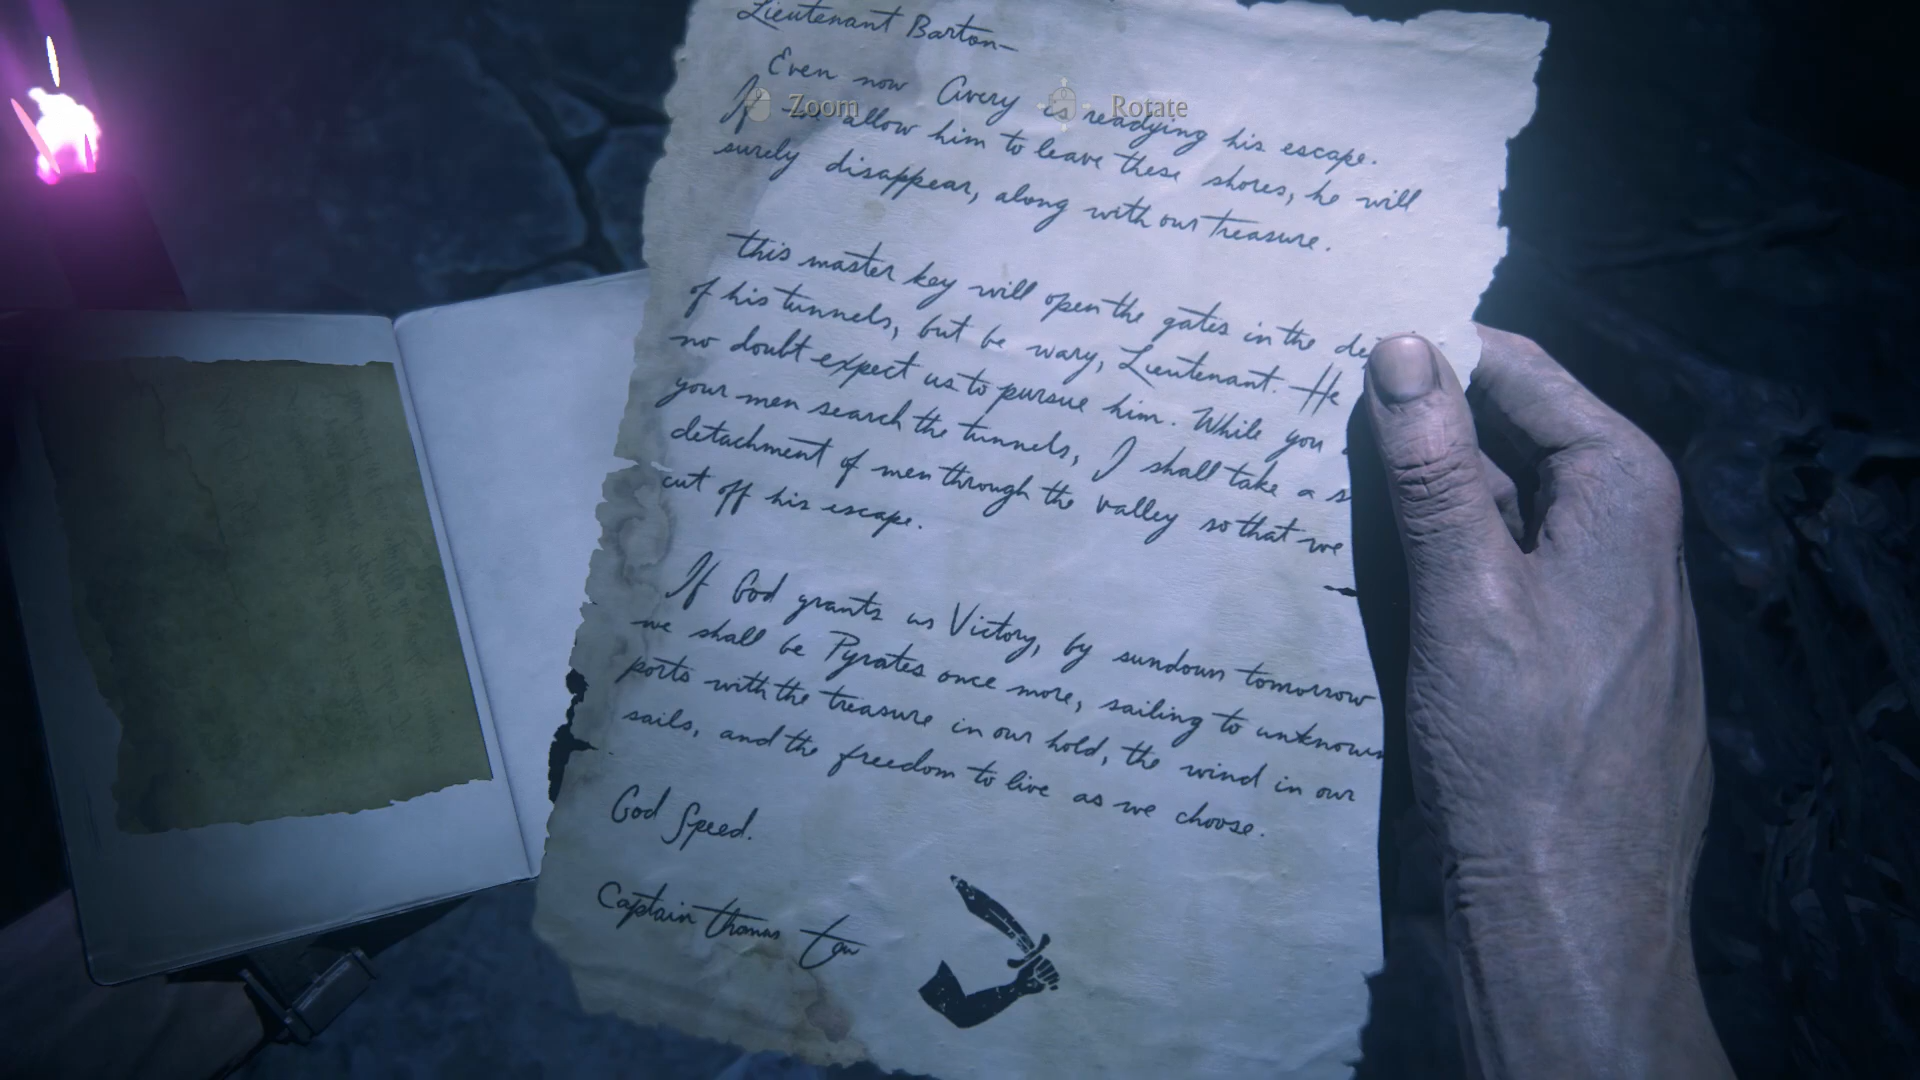 Lieutenant Barton-
Even now Avery is readying his escape.
If allow him to leave these shores, he will
surely disappear, along with our treasure.
Zoom
Rotate
This master key will open the gates in the
of his tunnels, but be wary, Lieutenant. He
no doubt expect us to pursue him. While you
your men search the tunnels, I shall take a
detachment of men through the valley so that we
cut off his escape.
If God grants us Victory, by sundown tomorrow
we shall be Pyrates once more, sailing to unknown
ports with the treasure in our hold, the wind in our
sails, and the freedom to live as we choose.
God Speed.
Captain Thomas Tew